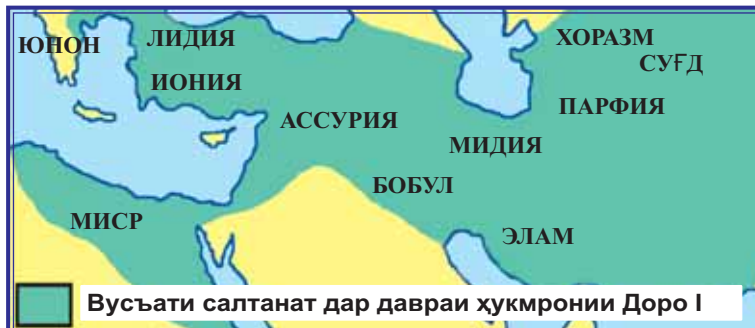 ЮНОН ЛИДИЯ ХОРАЗМ
СУҒД
ИОНИЯ
ПАРФИЯ
АССУРИЯ
МИДИЯ
БОБУЛ
МИСР
ЭЛАМ
Вусъати салтанат дар давраи ҳукмронии Доро I